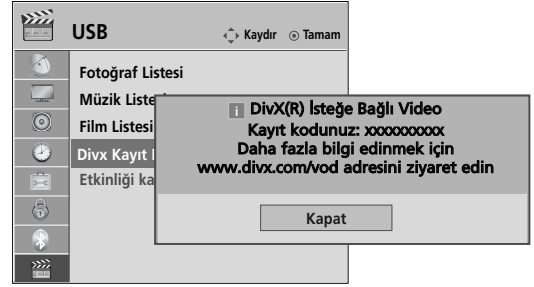 USB
Kaydır
Tamam
Fotoğraf Listesi
Müzik Liste
Film Listesi
Divx Kayıt
Etkinliği ka
i DivX(R) İsteğe Bağlı Video
Kayıt kodunuz: xxxxxxxxxx
Daha fazla bilgi edinmek için
www.divx.com/vod adresini ziyaret edin
Kapat